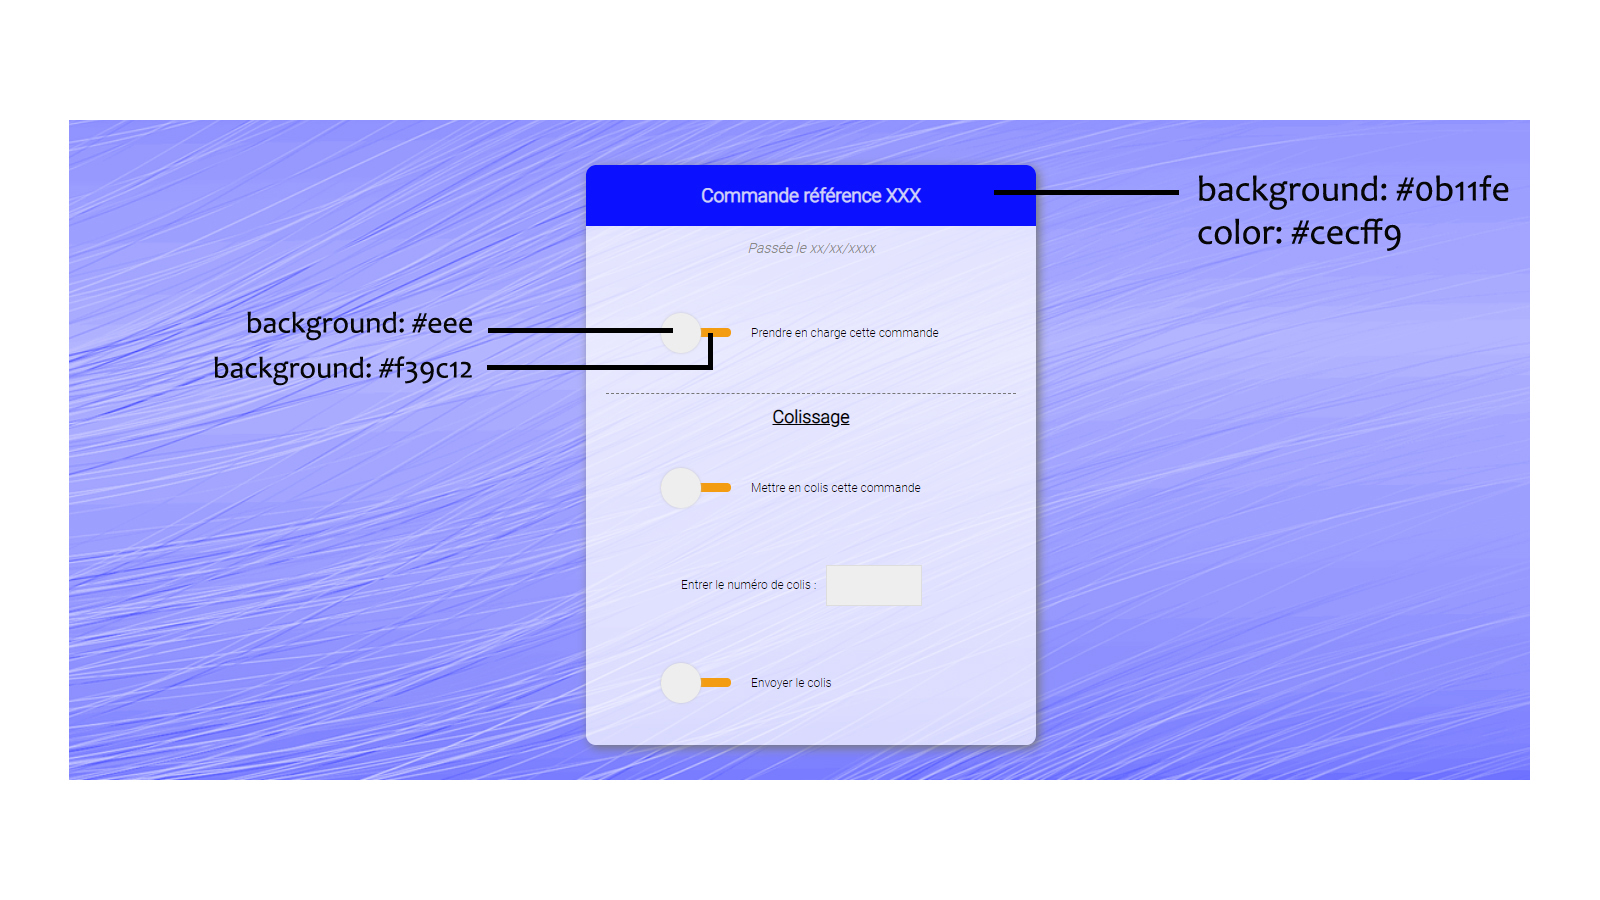 Commande référence XXX
background: #0b11fe
color: #cecff9
Passée le xx/xx/xxxx
background: #eee
Prendre en charge cette commande
background: #f39c12
Colissage
Mettre en colis cette commande
Entrer le numéro de colis :
Envoyer le colis